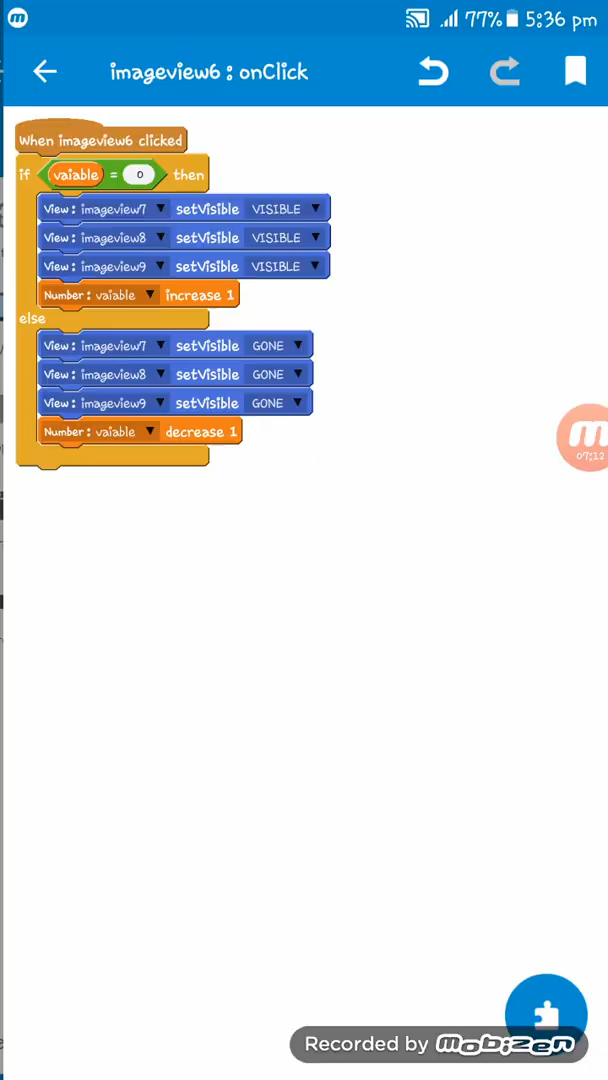 m 77% 5:36 pm
imageview6 : onClick
When imageview6 clicked
if vaiable = 0 then
View: imageview7 setVisible VISIBLE
View: imageview8 setVisible VISIBLE
View: imageview9 setVisible VISIBLE
Number: vaiable increase 1
else
View: imageview7 setVisible GONE
View: imageview8 setVisible GONE
View: imageview9 setVisible GONE
Number: vaiable decrease 1
m
07:12
Recorded by mobizen